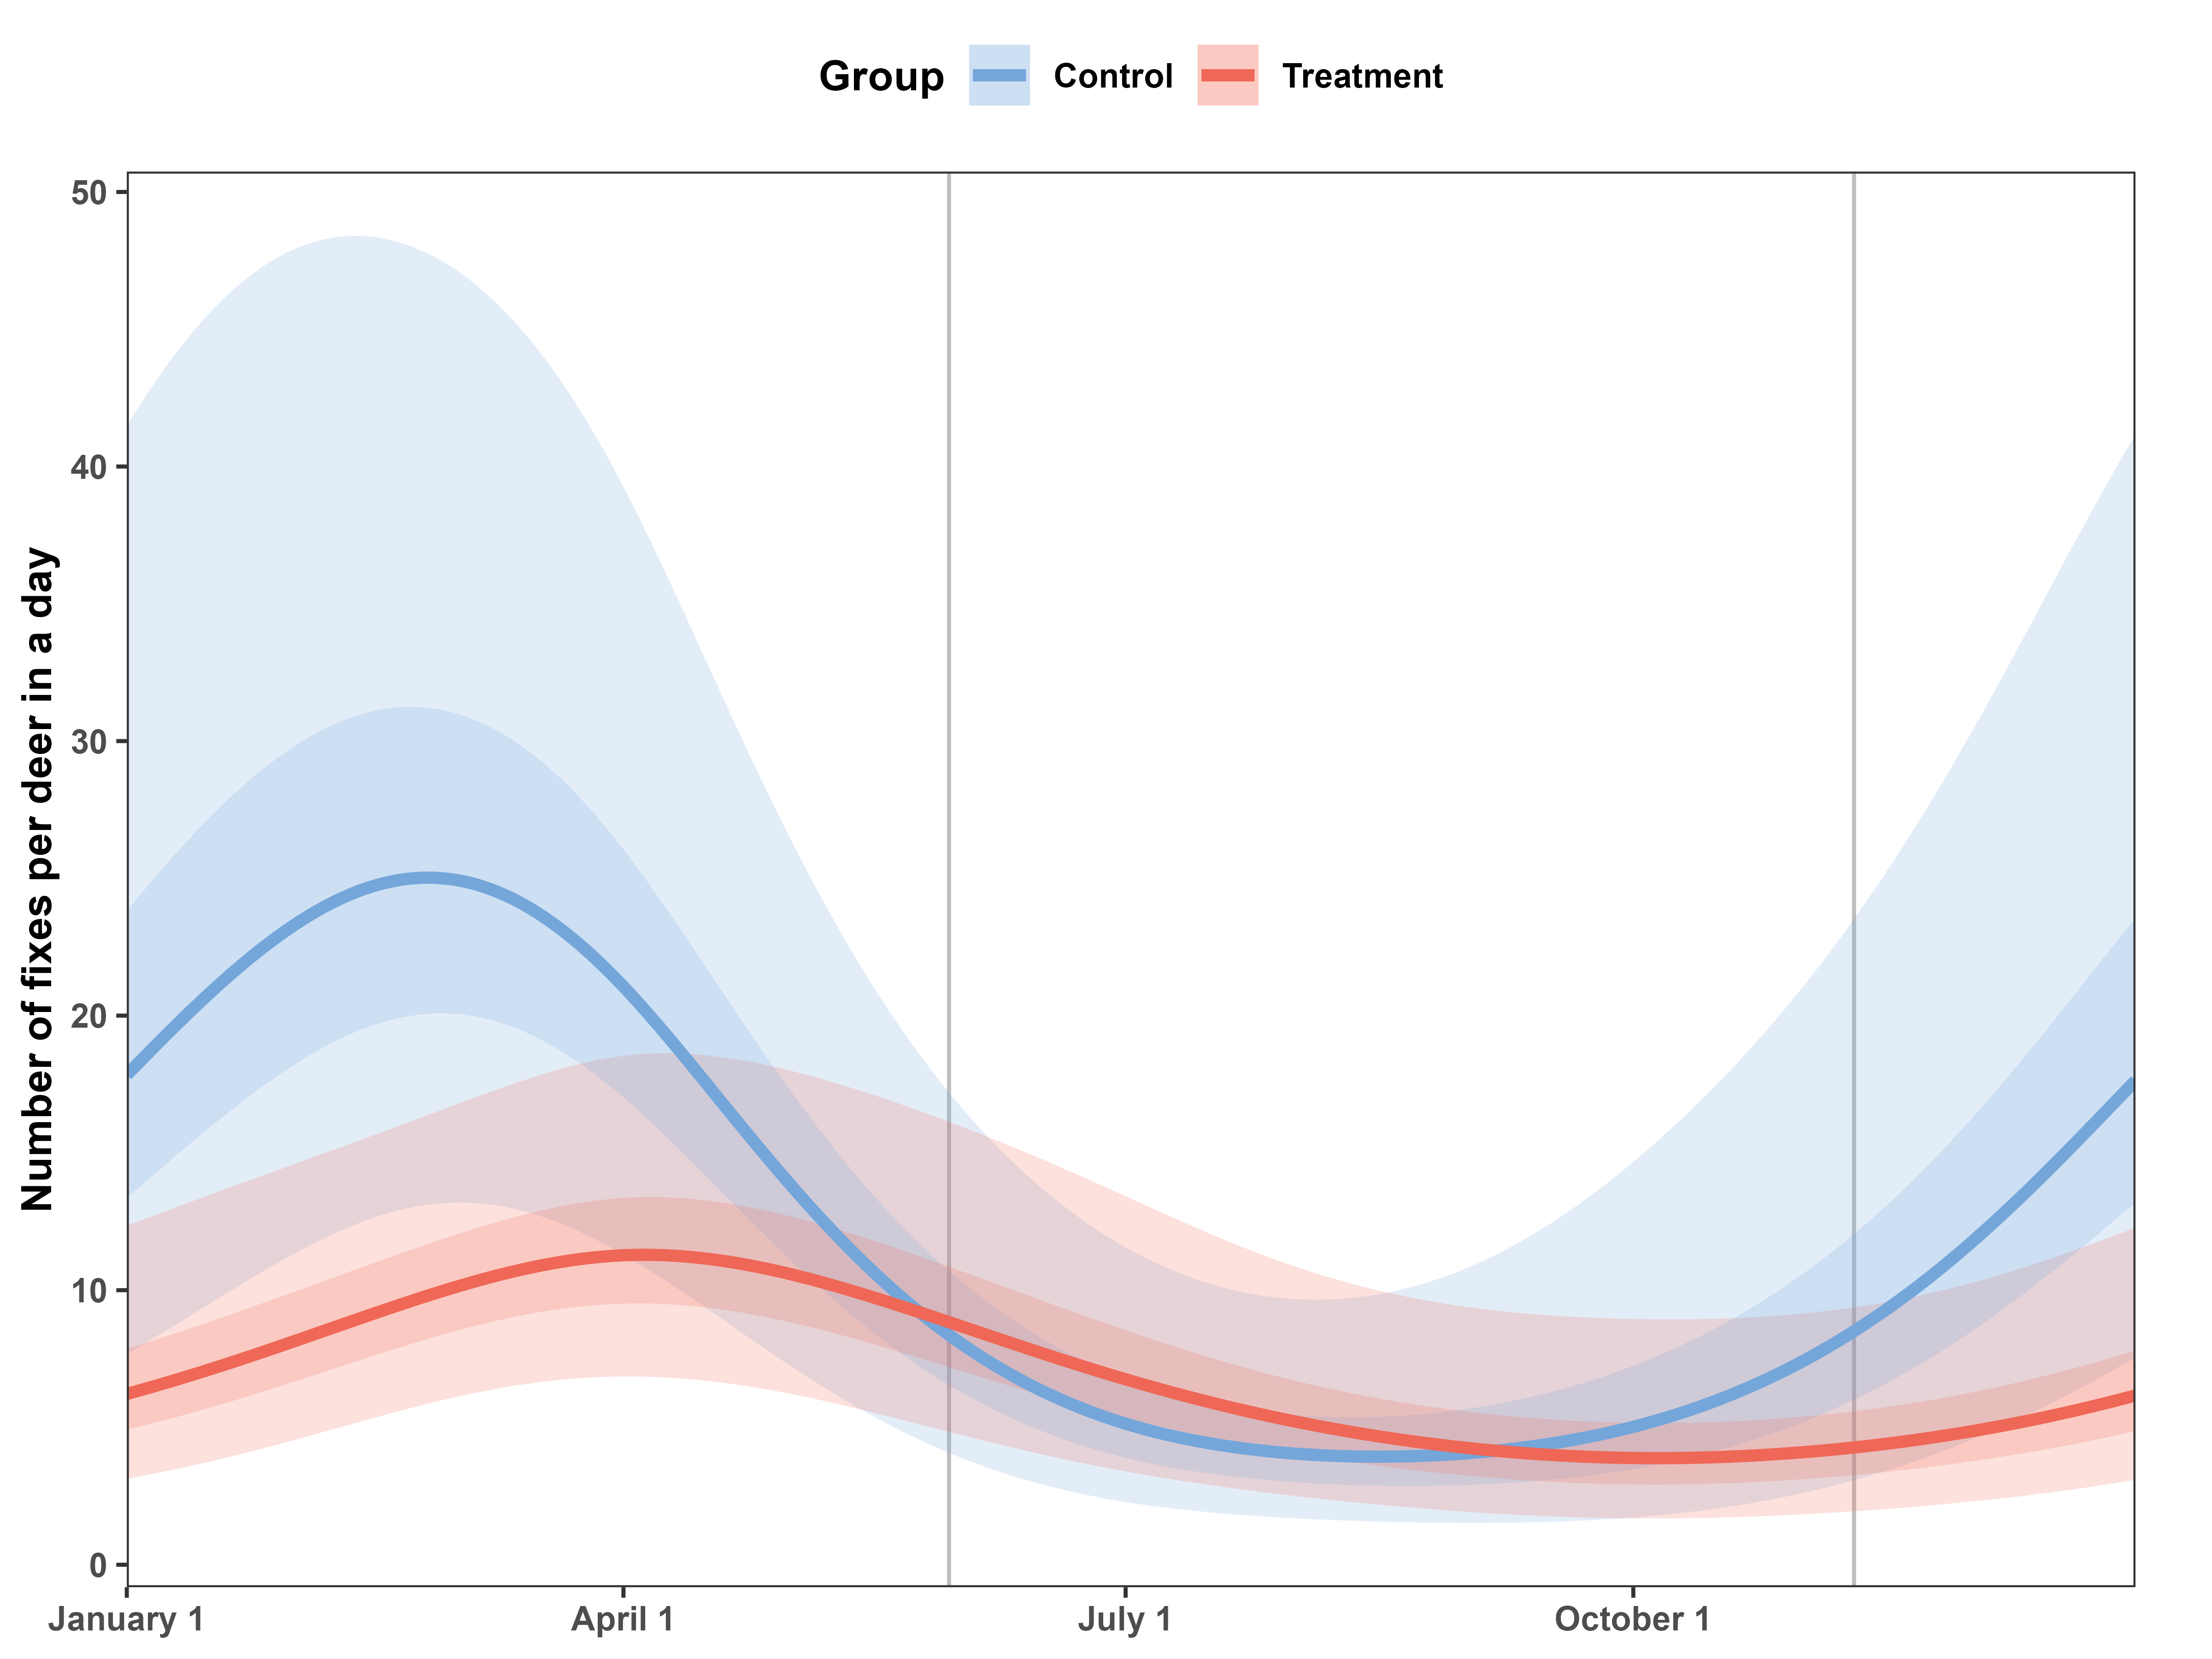 Group Control Treatment
Number of fixes per deer in a day
50
40
30
20
10
0
January 1 April 1 July 1 October 1